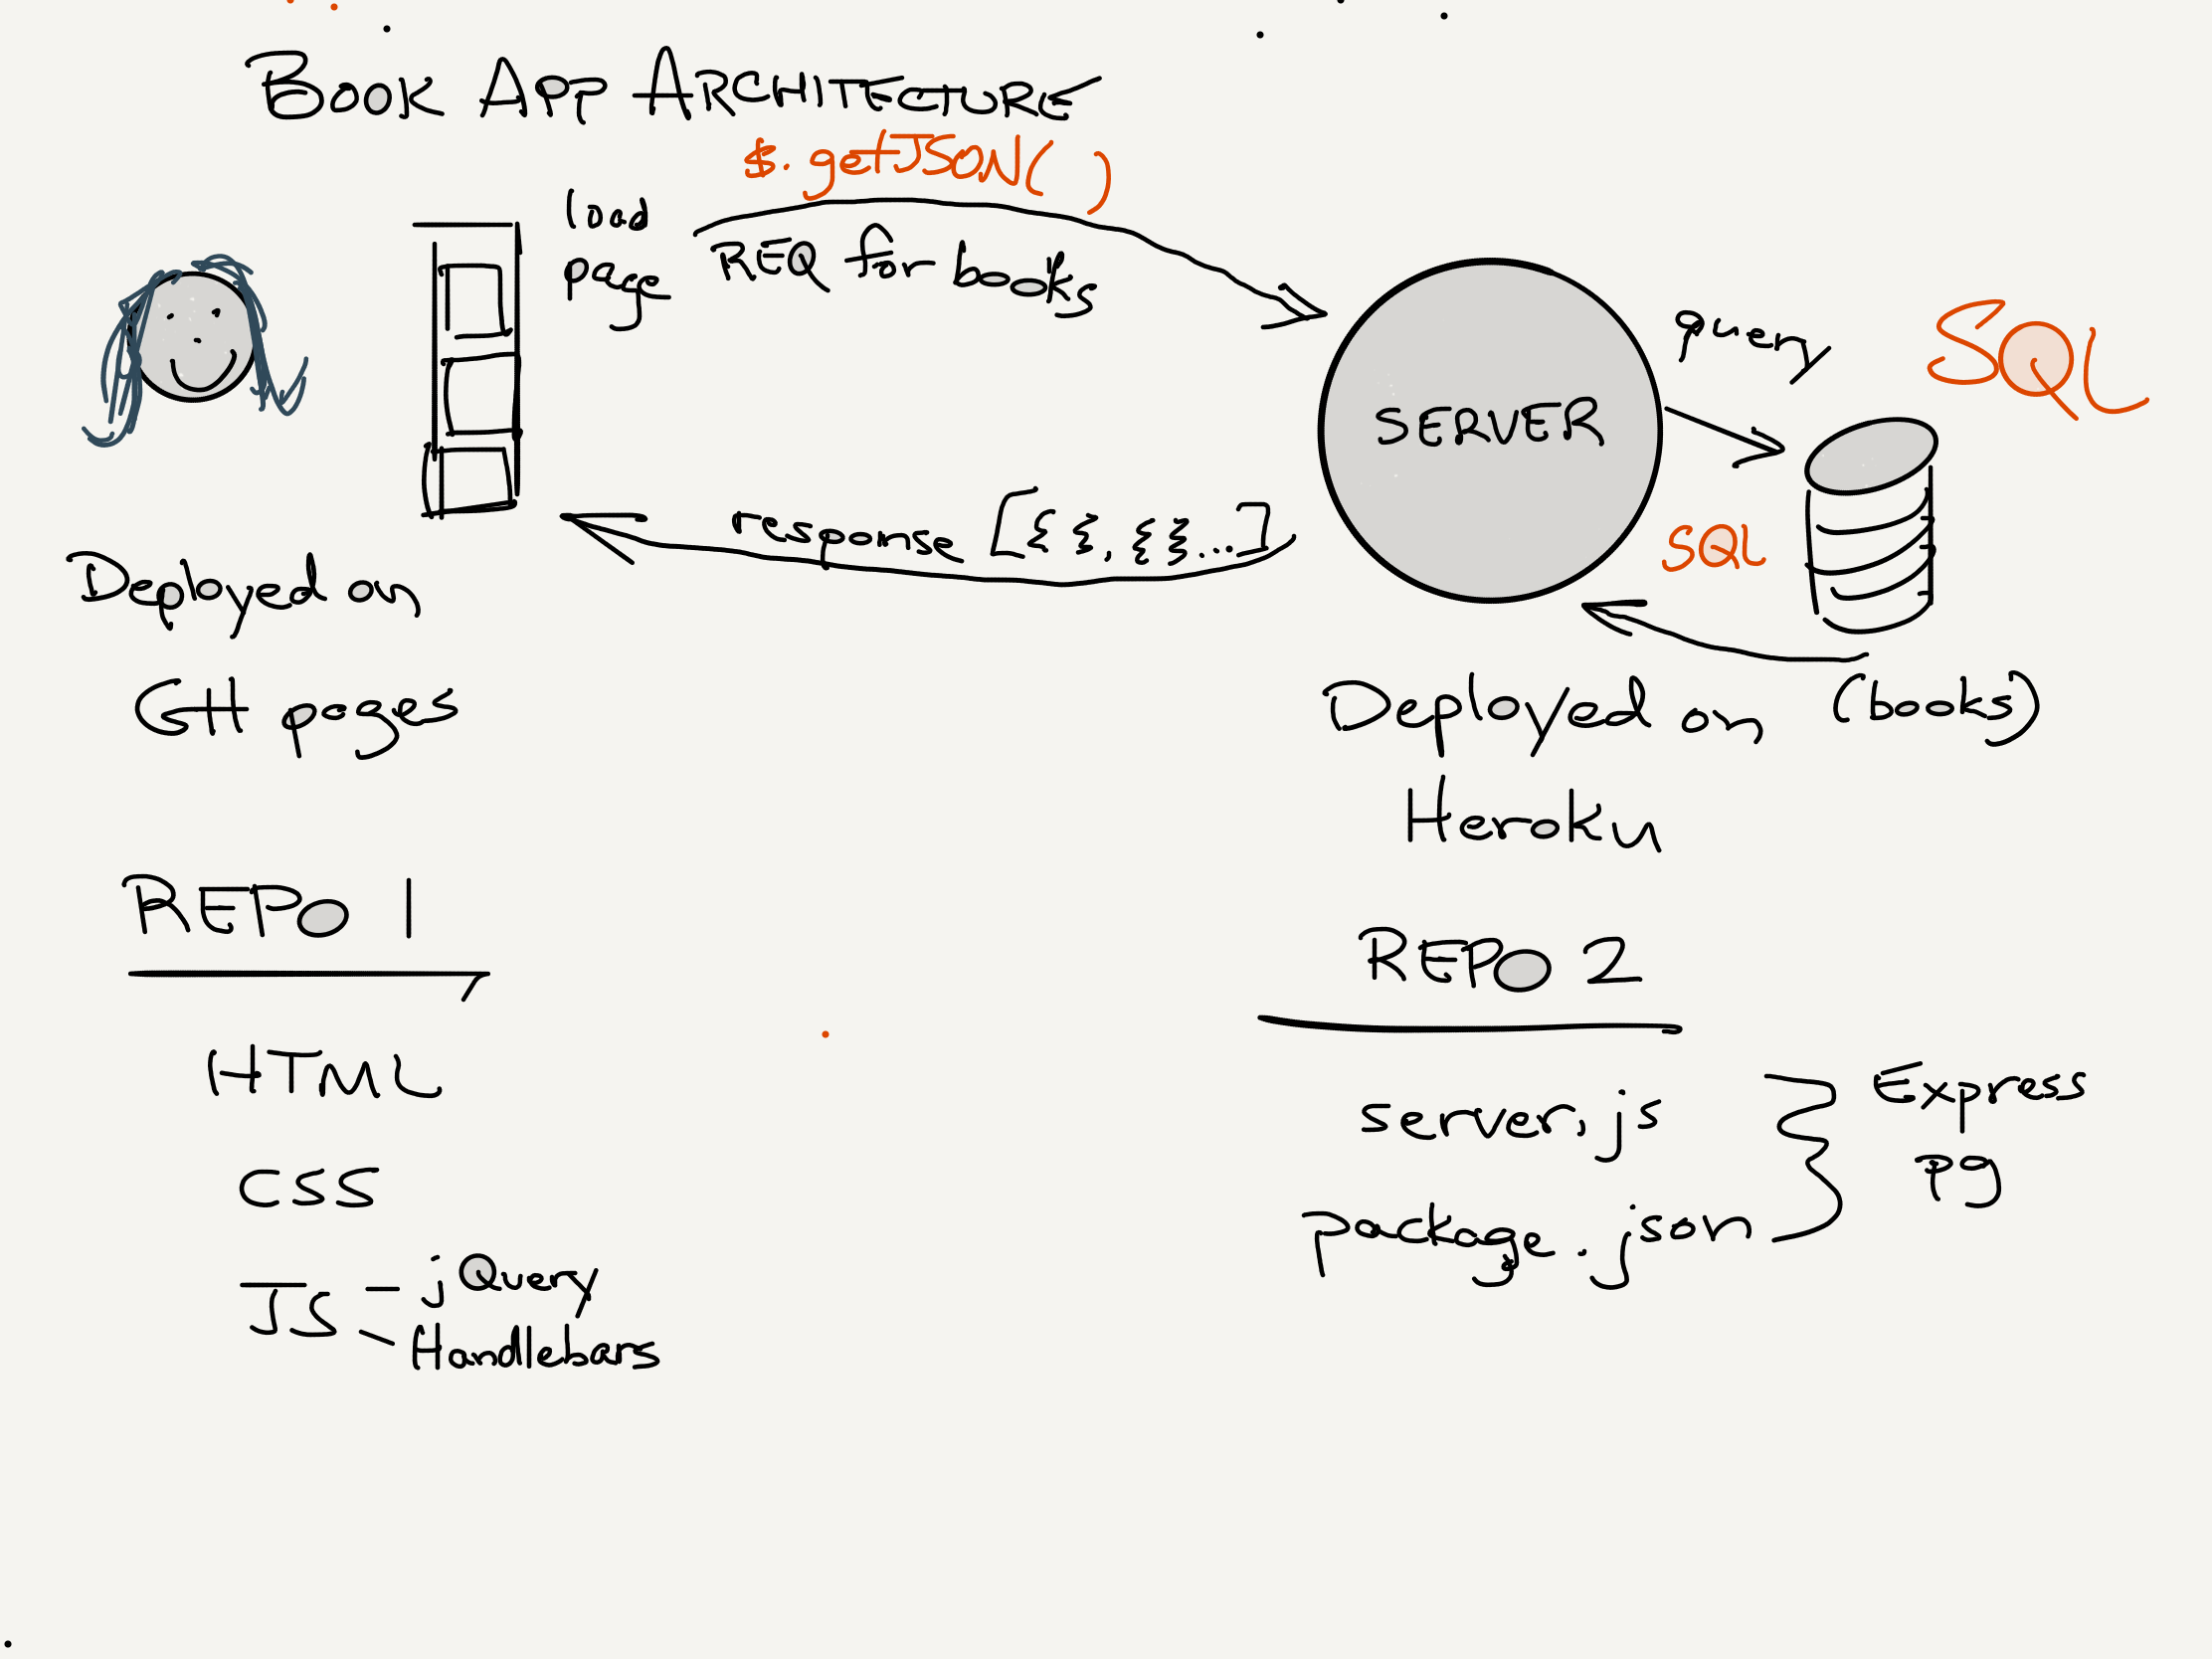 BOOK APP ARCHITECTURE
$.getJSON( )
load
page
REQ for books
query
SQL
SERVER
response [{ }, { }...]
SQL
Deployed on
GH pages
(books)
Deployed on
Heroku
REPO 1
HTML
CSS
JS - jQuery
- Handlebars
REPO 2
server.js
package.json
Express
pg